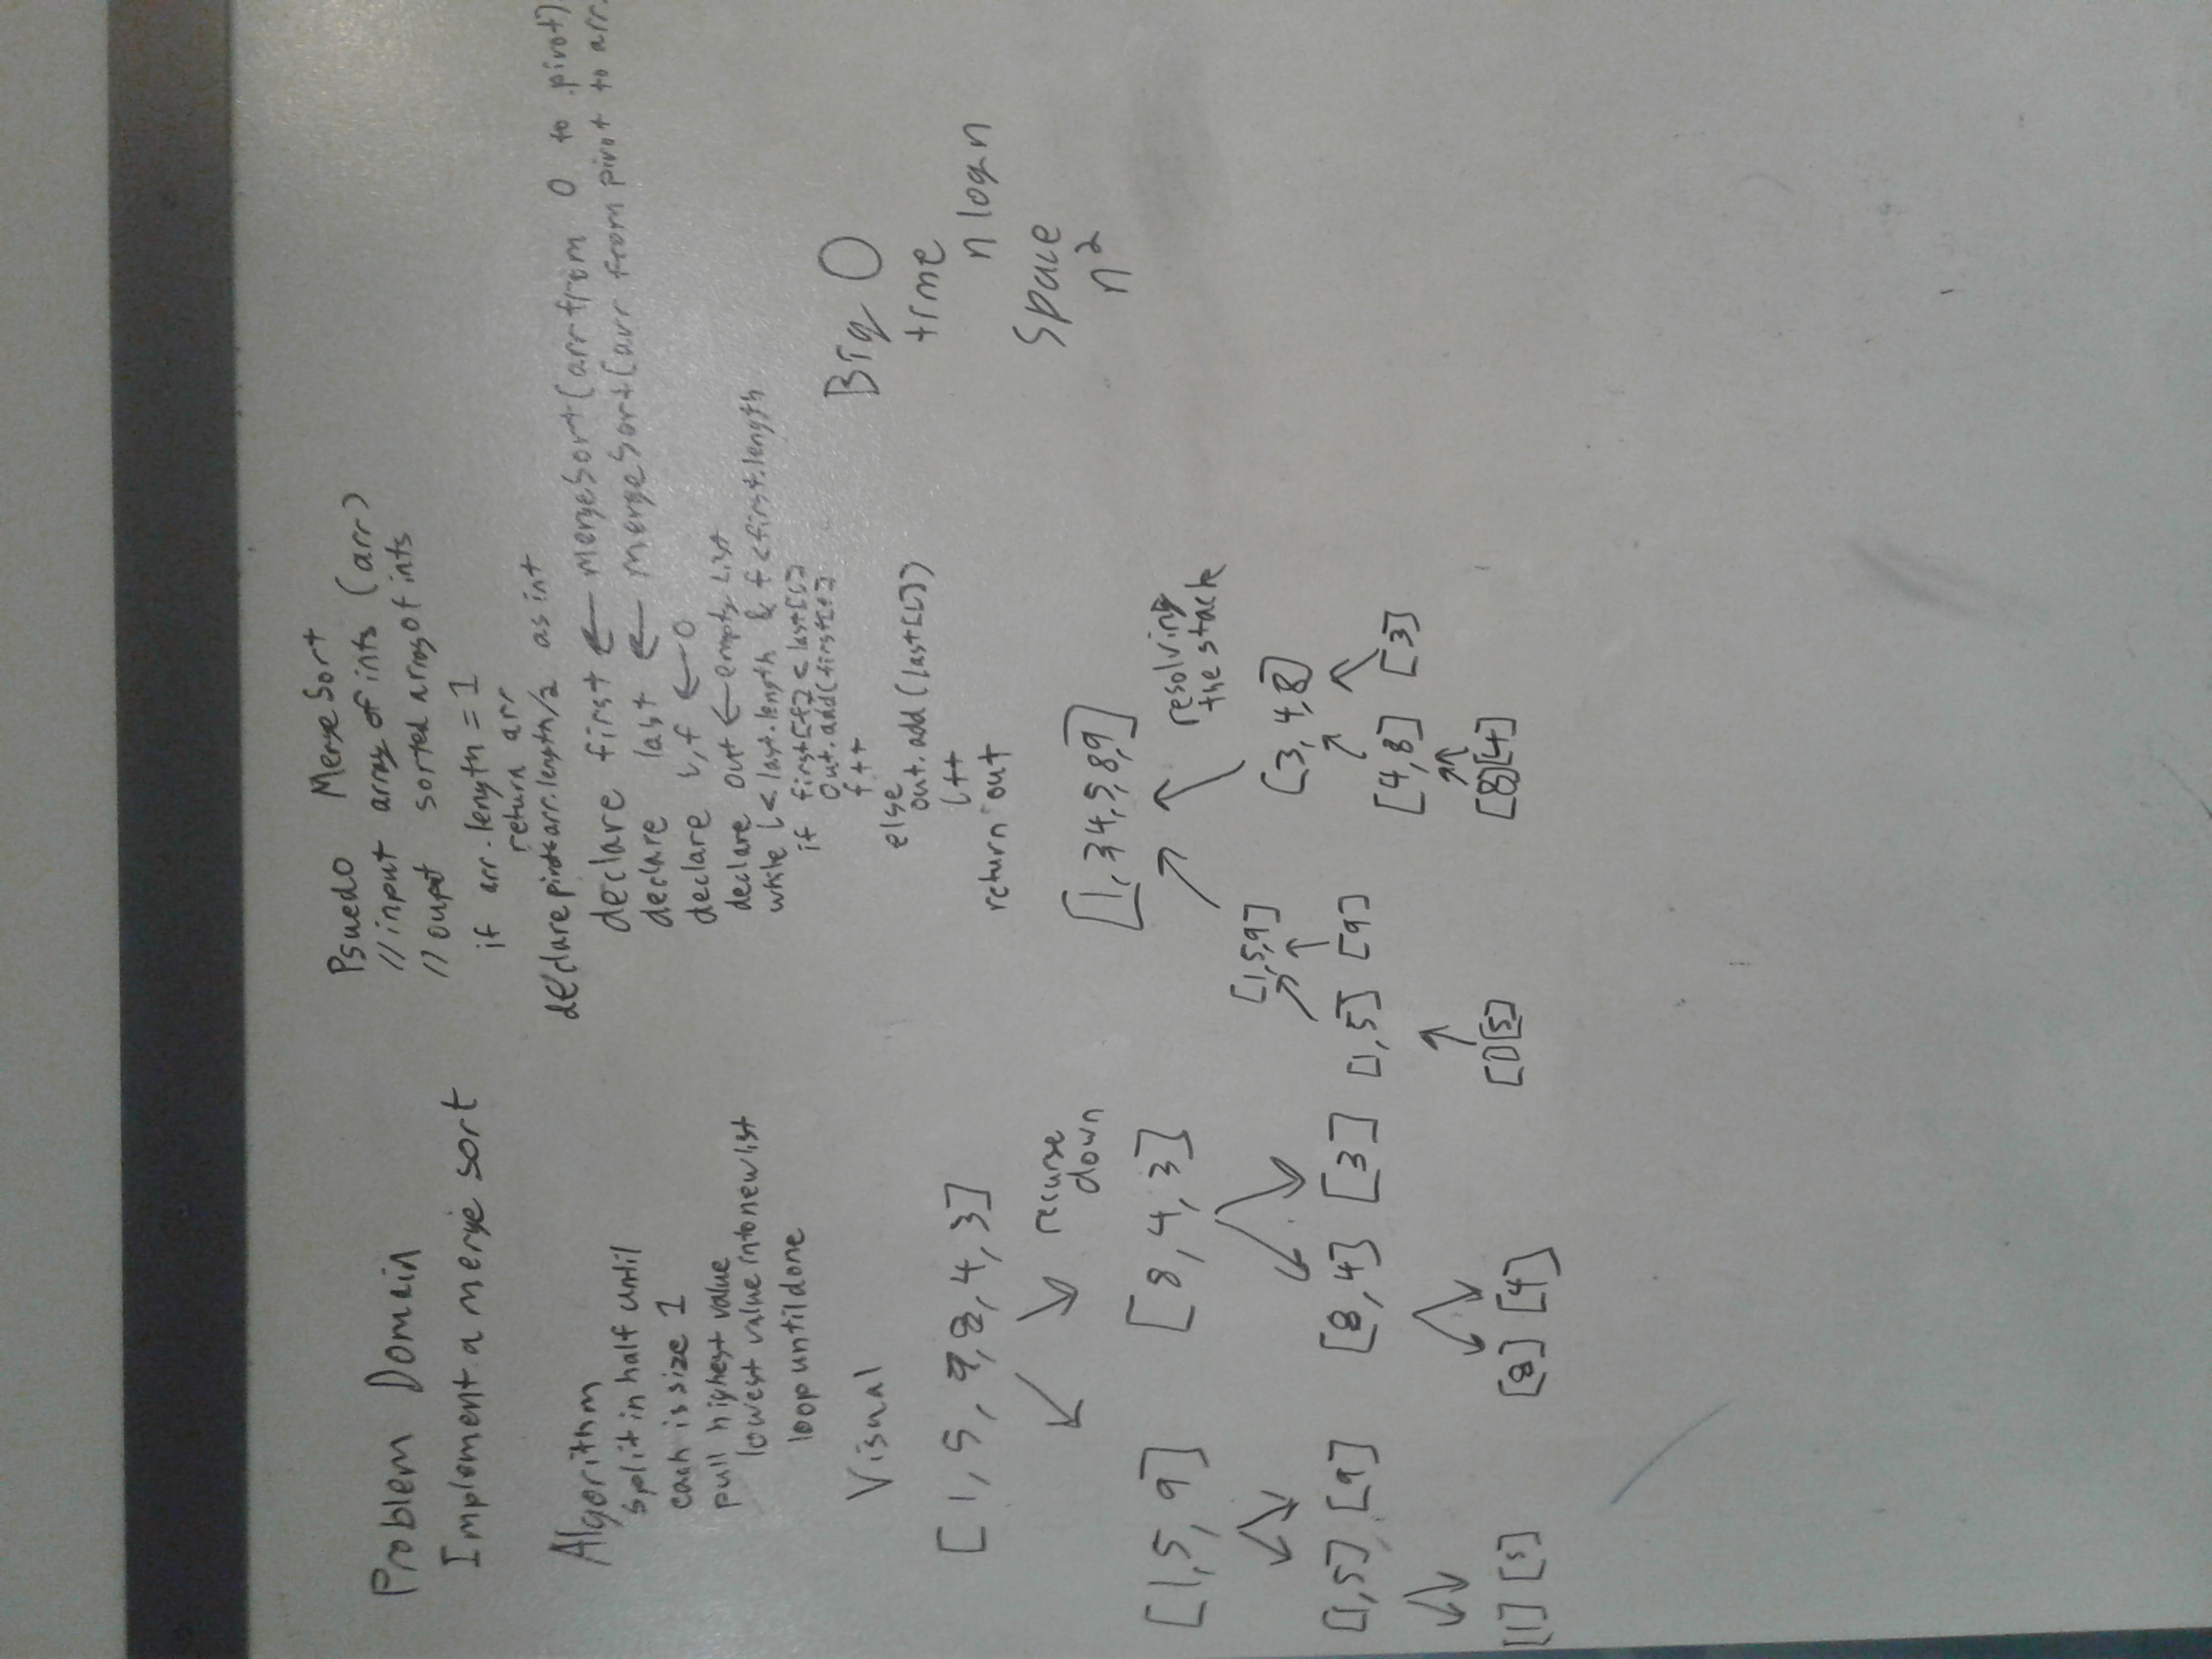 Problem Domain
Implement a merge sort
Algorithm
split in half until
each is size 1
pull highest value
lowest value into new list
loop until done
Visual
[1, 5, 9, 8, 4, 3]
recurse
down
[1, 5, 9] [8, 4, 3]
[1, 5] [9] [8, 4] [3]
[1] [5] [8] [4]
Psuedo MergeSort
//input array of ints (arr)
// ouput sorted array of ints
if arr.length = 1
return arr
declare pivot ← arr.length/2 as int
declare first ← MergeSort(arr from 0 to pivot)
declare last ← mergeSort(arr from pivot to arr.
declare l, f ← 0
declare out ← empty List
while l < last.length & f < first.length
if first[f] < last[l]
out.add(first[f]
f++
else
out.add(last[l])
l++
return out
[1, 3, 4, 5, 8, 9]
resolving
the stack
[1, 5, 9] [3, 4, 8]
[1, 5] [9] [4, 8] [3]
[1] [5] [8] [4]
Big O
time
n log n
Space
n²